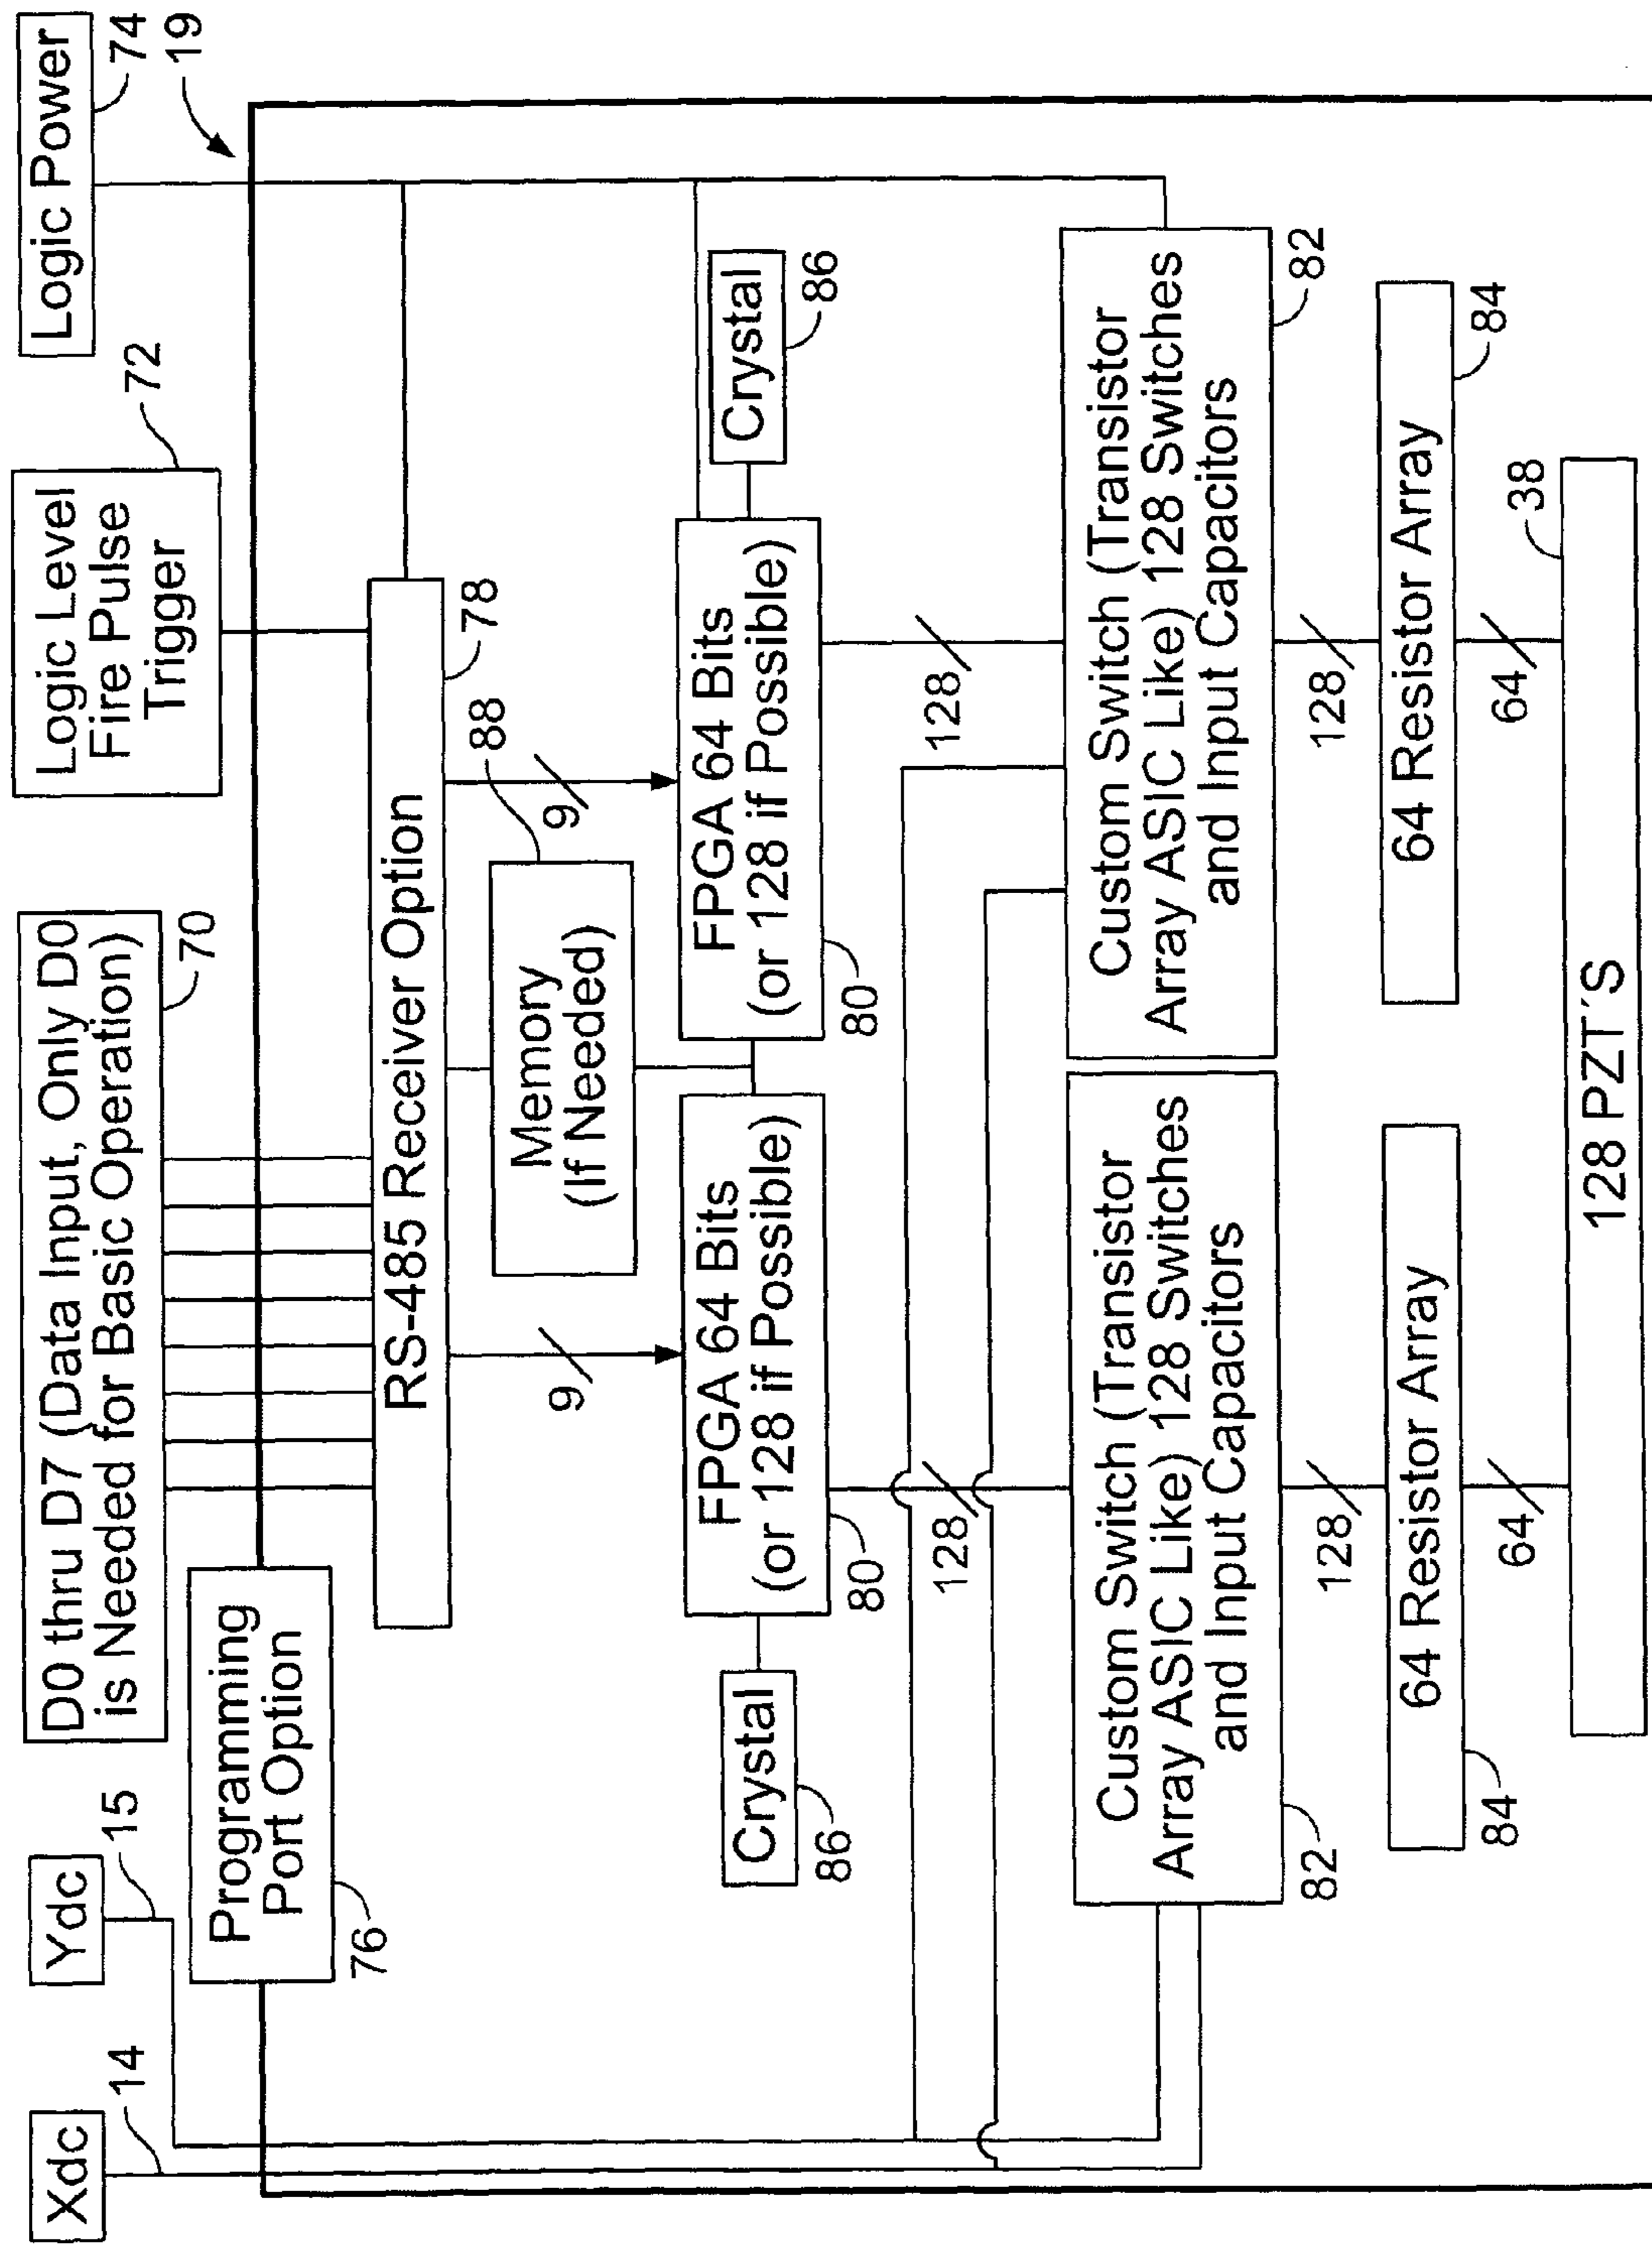 Xdc
14
Ydc
15
D0 thru D7 (Data Input, Only D0
is Needed for Basic Operation)
70
Logic Level
Fire Pulse
Trigger
72
Logic Power
74
19
Programming
Port Option
76
RS-485 Receiver Option
78
9
Memory
(If Needed)
88
9
Crystal
86
FPGA 64 Bits
(or 128 if Possible)
80
FPGA 64 Bits
(or 128 if Possible)
80
Crystal
86
128
128
Custom Switch (Transistor
Array ASIC Like) 128 Switches
and Input Capacitors
82
Custom Switch (Transistor
Array ASIC Like) 128 Switches
and Input Capacitors
82
128
128
64 Resistor Array
84
64 Resistor Array
84
64
64
128 PZT´S
38